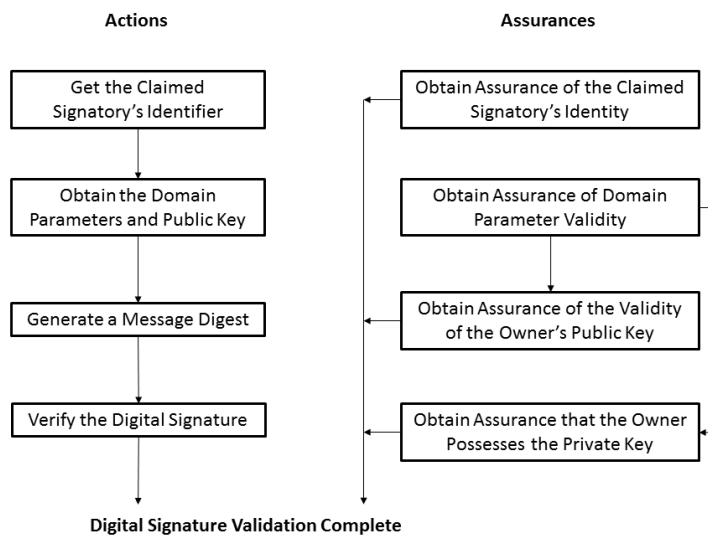 Actions
Get the Claimed
Signatory’s Identifier
Obtain the Domain
Parameters and Public Key
Generate a Message Digest
Verify the Digital Signature
Assurances
Obtain Assurance of the Claimed
Signatory’s Identity
Obtain Assurance of Domain
Parameter Validity
Obtain Assurance of the Validity
of the Owner’s Public Key
Obtain Assurance that the Owner
Possesses the Private Key
Digital Signature Validation Complete